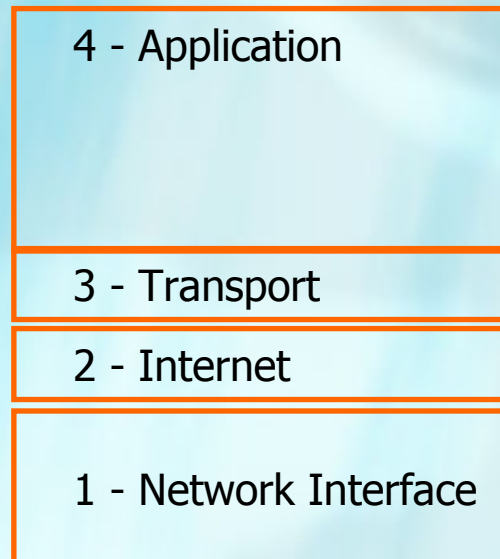 4 - Application
3 - Transport
2 - Internet
1 - Network Interface